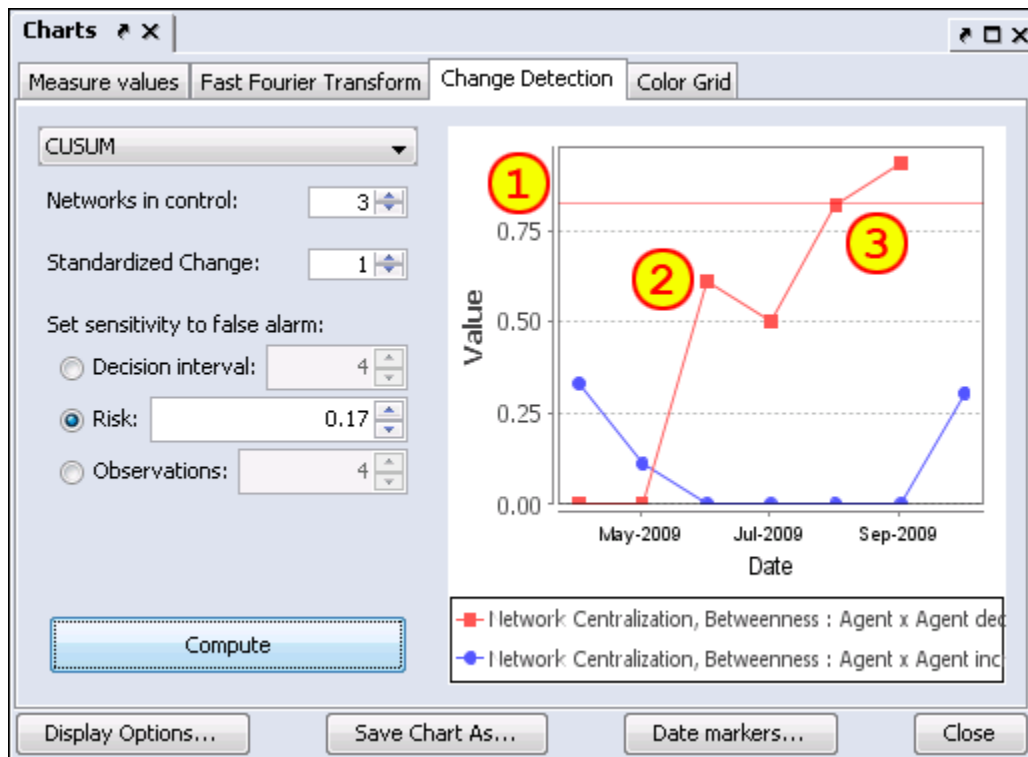 Charts
Measure values Fast Fourier Transform Change Detection Color Grid
CUSUM
Networks in control: 3
Standardized Change: 1
Set sensitivity to false alarm:
Decision interval: 4
Risk: 0.17
Observations: 4
Compute
Value
0.75
0.50
0.25
0.00
1
2
3
May-2009 Jul-2009 Sep-2009
Date
Network Centralization, Betweenness : Agent x Agent dec
Network Centralization, Betweenness : Agent x Agent inc
Display Options... Save Chart As... Date markers... Close